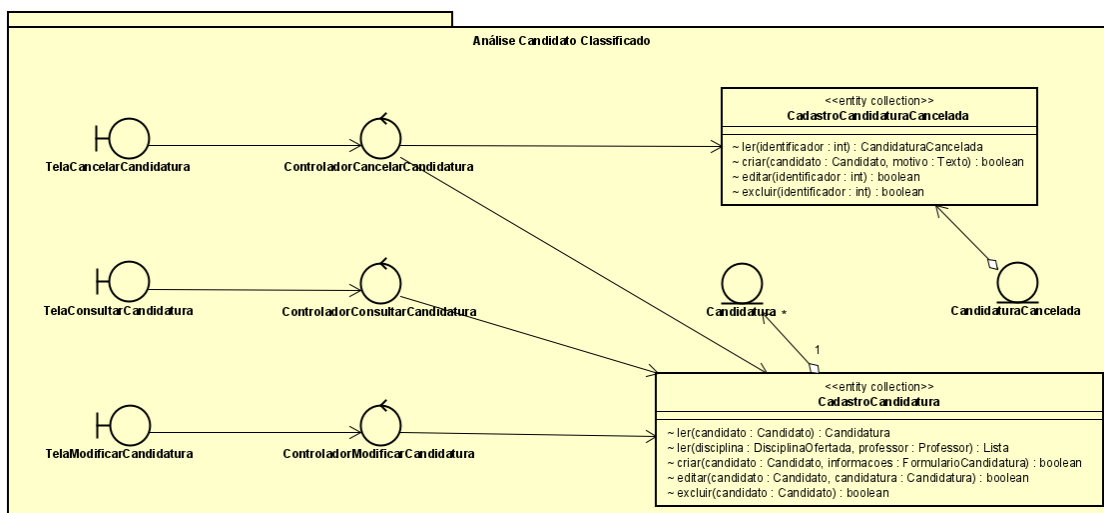 Análise Candidato Classificado
<<entity collection>>
CadastroCandidaturaCancelada
~ ler(identificador : int) : CandidaturaCancelada
~ criar(candidato : Candidato, motivo : Texto) : boolean
~ editar(identificador : int) : boolean
~ excluir(identificador : int) : boolean
TelaCancelarCandidatura
ControladorCancelarCandidatura
TelaConsultarCandidatura
ControladorConsultarCandidatura
Candidatura *
CandidaturaCancelada
1
<<entity collection>>
CadastroCandidatura
~ ler(candidato : Candidato) : Candidatura
~ ler(disciplina : DisciplinaOfertada, professor : Professor) : Lista
~ criar(candidato : Candidato, informacoes : FormularioCandidatura) : boolean
~ editar(candidato : Candidato, candidatura : Candidatura) : boolean
~ excluir(candidato : Candidato) : boolean
TelaModificarCandidatura
ControladorModificarCandidatura